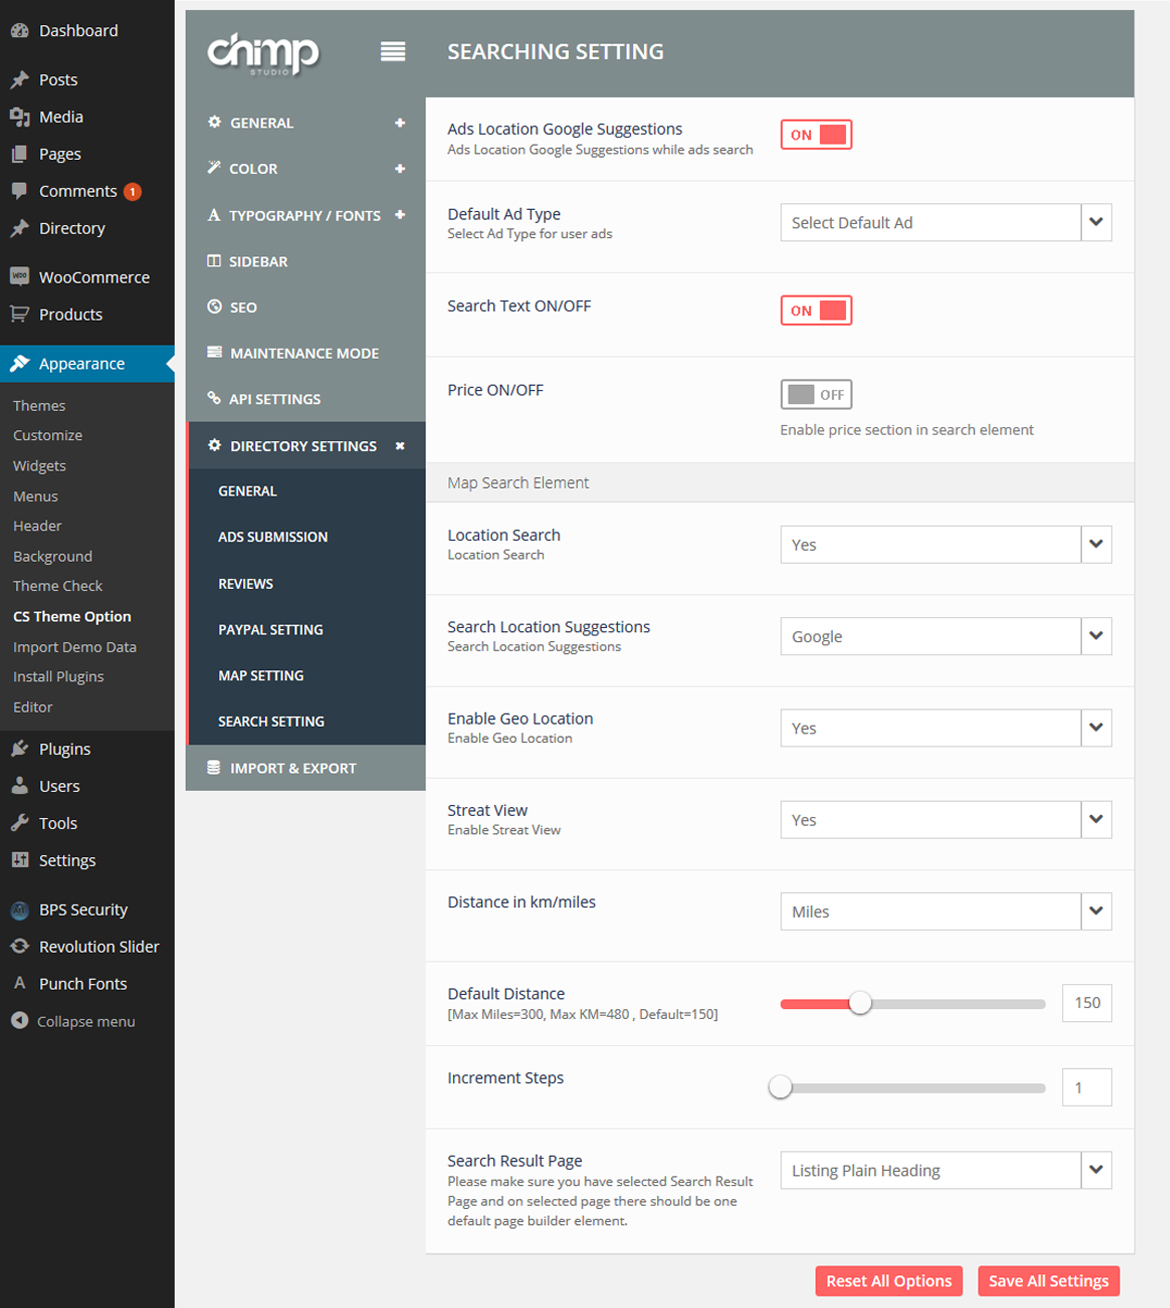 Dashboard
Posts
Media
Pages
Comments 1
Directory
WooCommerce
Products
Appearance
Themes
Customize
Widgets
Menus
Header
Background
Theme Check
CS Theme Option
Import Demo Data
Install Plugins
Editor
Plugins
Users
Tools
Settings
BPS Security
Revolution Slider
Punch Fonts
Collapse menu
chimp
STUDIO
GENERAL
COLOR
TYPOGRAPHY / FONTS
SIDEBAR
SEO
MAINTENANCE MODE
API SETTINGS
DIRECTORY SETTINGS
GENERAL
ADS SUBMISSION
REVIEWS
PAYPAL SETTING
MAP SETTING
SEARCH SETTING
IMPORT & EXPORT
SEARCHING SETTING
Ads Location Google Suggestions
Ads Location Google Suggestions while ads search
ON
Default Ad Type
Select Ad Type for user ads
Select Default Ad
Search Text ON/OFF
ON
Price ON/OFF
OFF
Enable price section in search element
Map Search Element
Location Search
Location Search
Yes
Search Location Suggestions
Search Location Suggestions
Google
Enable Geo Location
Enable Geo Location
Yes
Streat View
Enable Streat View
Yes
Distance in km/miles
Miles
Default Distance
[Max Miles=300, Max KM=480 , Default=150]
150
Increment Steps
1
Search Result Page
Please make sure you have selected Search Result
Page and on selected page there should be one
default page builder element.
Listing Plain Heading
Reset All Options
Save All Settings